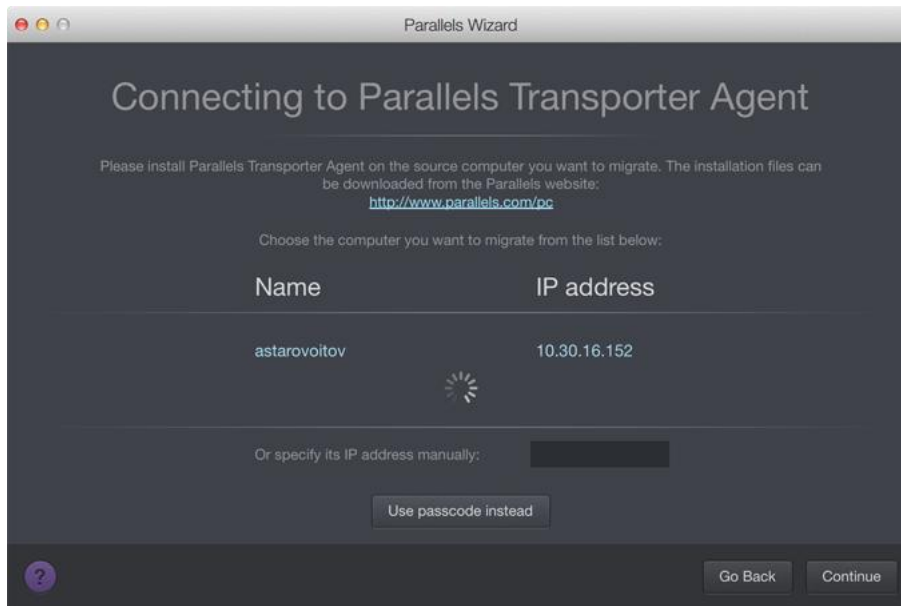 Parallels Wizard
Connecting to Parallels Transporter Agent
Please install Parallels Transporter Agent on the source computer you want to migrate. The installation files can
be downloaded from the Parallels website:
http://www.parallels.com/pc
Choose the computer you want to migrate from the list below:
Name IP address
astarovoitov 10.30.16.152
Or specify its IP address manually:
Use passcode instead
? Go Back Continue